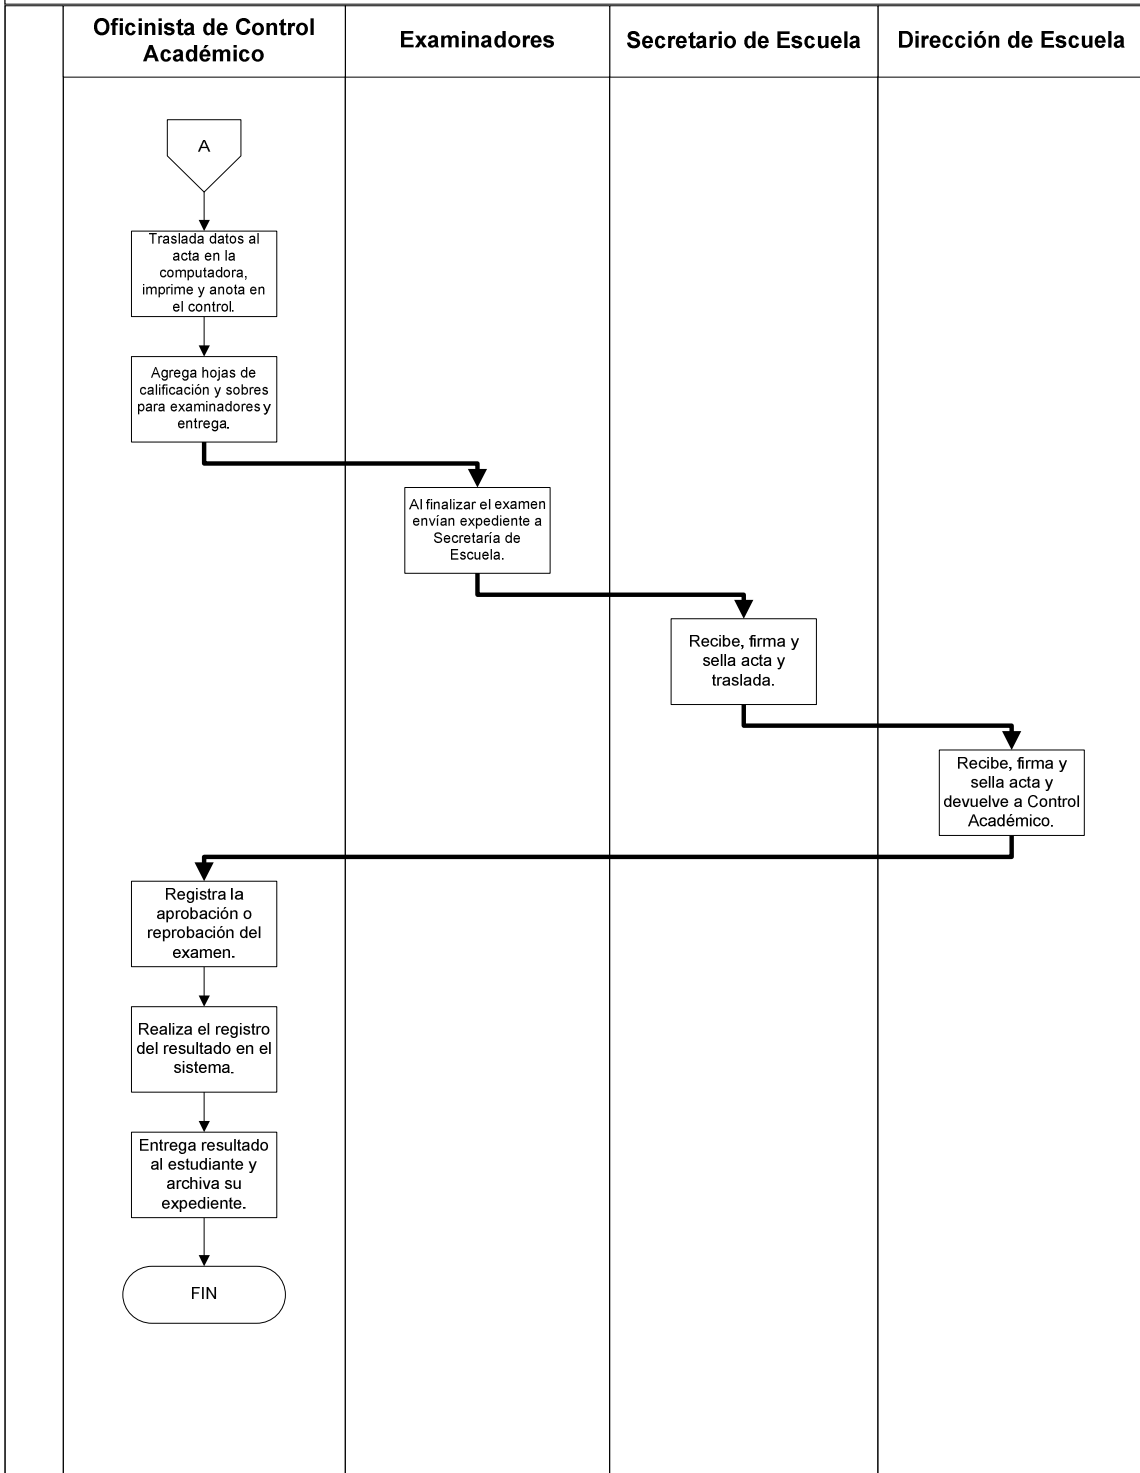 Oficinista de Control
Académico
Examinadores
Secretario de Escuela
Dirección de Escuela
A
Traslada datos al
acta en la
computadora,
imprime y anota en
el control.
Agrega hojas de
calificación y sobres
para examinadores y
entrega.
Al finalizar el examen
envían expediente a
Secretaría de
Escuela.
Recibe, firma y
sella acta y
traslada.
Recibe, firma y
sella acta y
devuelve a Control
Académico.
Registra la
aprobación o
reprobación del
examen.
Realiza el registro
del resultado en el
sistema.
Entrega resultado
al estudiante y
archiva su
expediente.
FIN